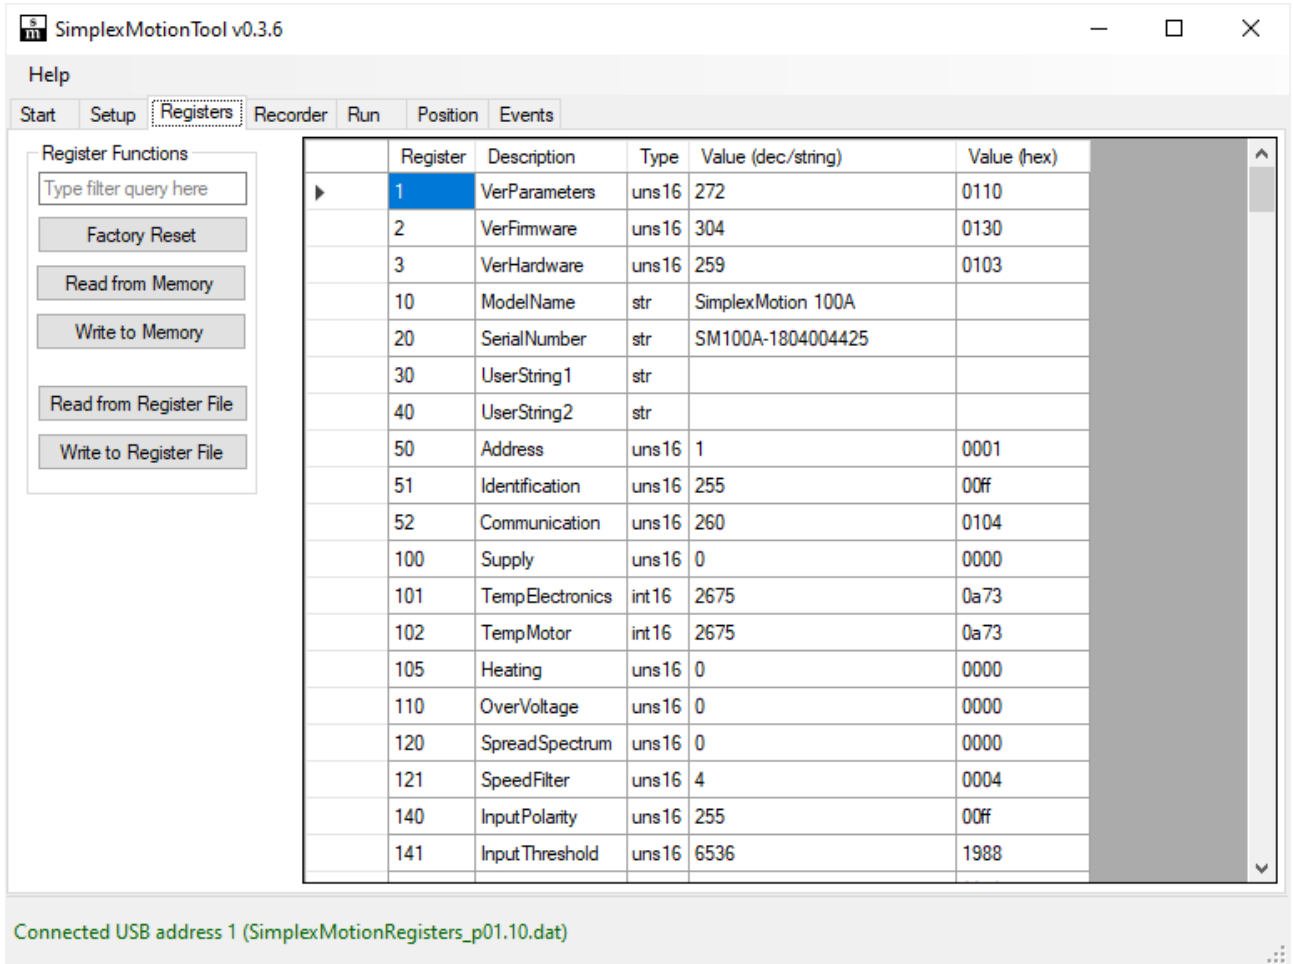 s
m SimplexMotionTool v0.3.6
Help
Start Setup Registers Recorder Run Position Events
Register Functions
Type filter query here
Factory Reset
Read from Memory
Write to Memory
Read from Register File
Write to Register File
Register Description Type Value (dec/string) Value (hex)
1 VerParameters uns16 272 0110
2 VerFirmware uns16 304 0130
3 VerHardware uns16 259 0103
10 ModelName str SimplexMotion 100A
20 SerialNumber str SM100A-1804004425
30 UserString1 str
40 UserString2 str
50 Address uns16 1 0001
51 Identification uns16 255 00ff
52 Communication uns16 260 0104
100 Supply uns16 0 0000
101 TempElectronics int16 2675 0a73
102 TempMotor int16 2675 0a73
105 Heating uns16 0 0000
110 OverVoltage uns16 0 0000
120 SpreadSpectrum uns16 0 0000
121 SpeedFilter uns16 4 0004
140 InputPolarity uns16 255 00ff
141 InputThreshold uns16 6536 1988
Connected USB address 1 (SimplexMotionRegisters_p01.10.dat)